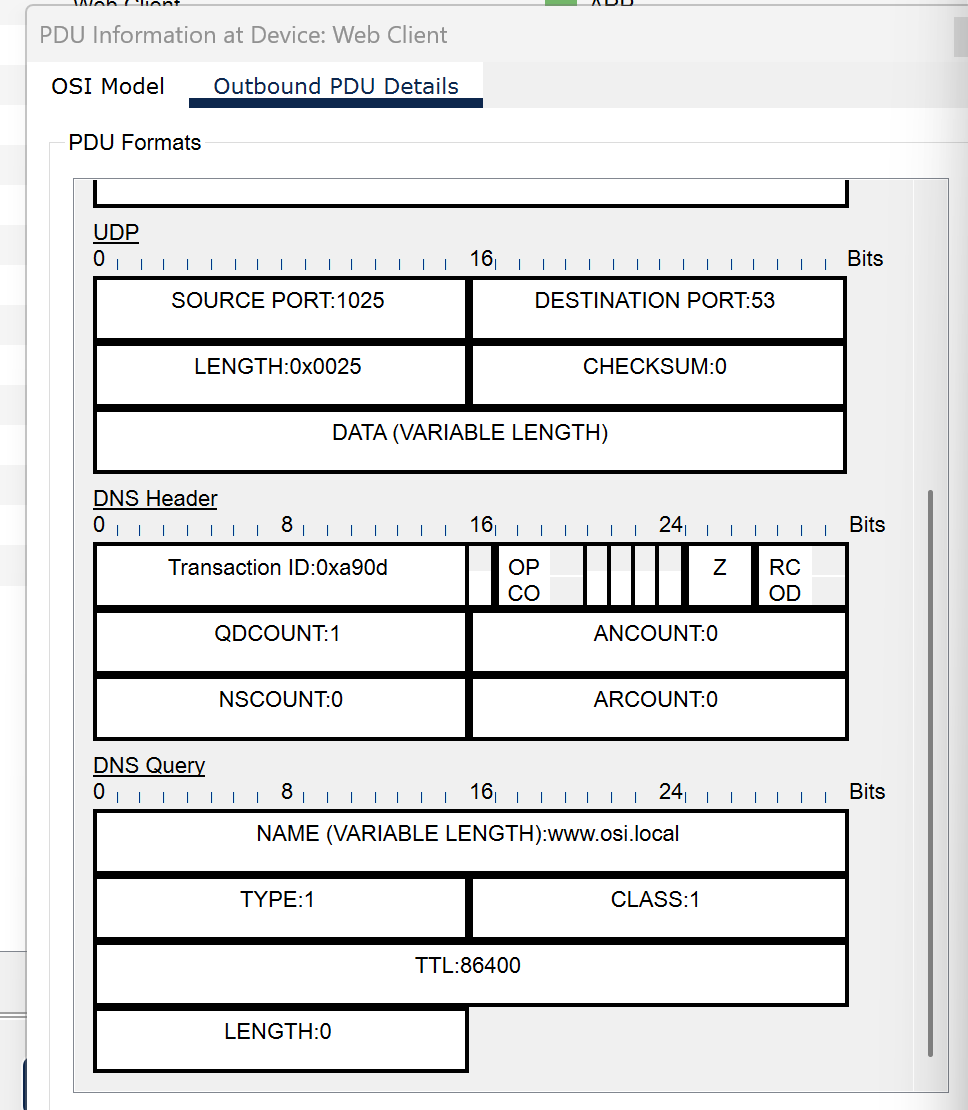 Web Client
PDU Information at Device: Web Client
OSI Model Outbound PDU Details
PDU Formats
UDP
0 16 Bits
SOURCE PORT:1025 DESTINATION PORT:53
LENGTH:0x0025 CHECKSUM:0
DATA (VARIABLE LENGTH)
DNS Header
0 8 16 24 Bits
Transaction ID:0xa90d OP Z RC
CO OD
QDCOUNT:1 ANCOUNT:0
NSCOUNT:0 ARCOUNT:0
DNS Query
0 8 16 24 Bits
NAME (VARIABLE LENGTH):www.osi.local
TYPE:1 CLASS:1
TTL:86400
LENGTH:0